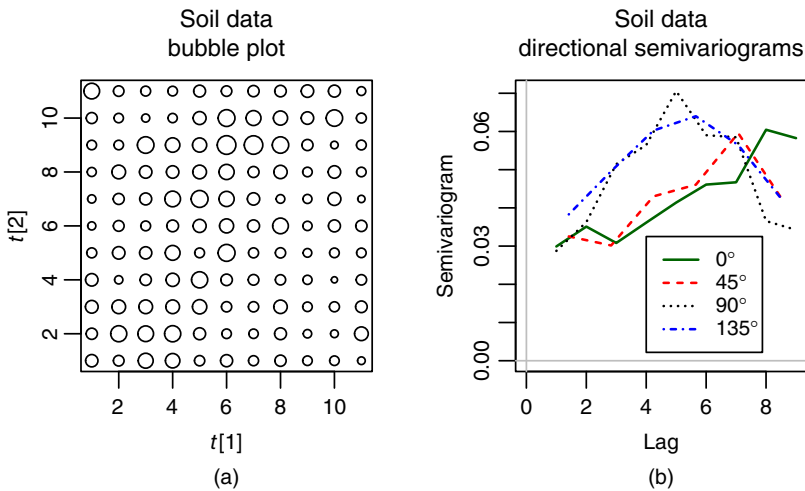 Soil data
bubble plot
t[2]
10
8
6
4
2
2 4 6 8 10
t[1]
(a)
Soil data
directional semivariograms
Semivariogram
0.06
0.03
0.00
0°
45°
90°
135°
0 2 4 6 8
Lag
(b)